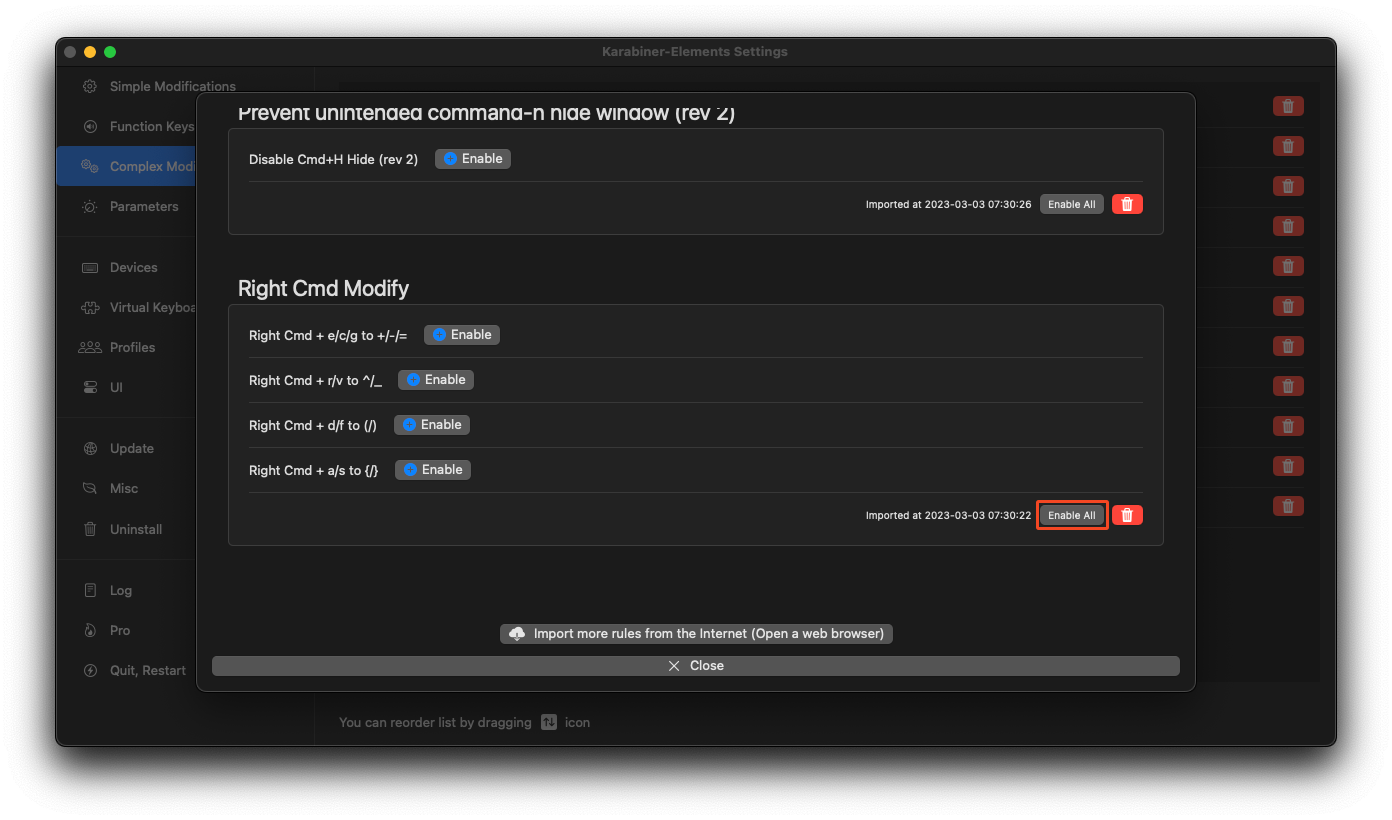 Karabiner-Elements Settings
Simple Modifications
Function Keys
Complex Modi
Parameters
Devices
Virtual Keyboa
Profiles
UI
Update
Misc
Uninstall
Log
Pro
Quit, Restart
Prevent unintended command-h hide window (rev 2)
Disable Cmd+H Hide (rev 2) Enable
Imported at 2023-03-03 07:30:26 Enable All
Right Cmd Modify
Right Cmd + e/c/g to +/-/= Enable
Right Cmd + r/v to ^/_ Enable
Right Cmd + d/f to (/) Enable
Right Cmd + a/s to {/} Enable
Imported at 2023-03-03 07:30:22 Enable All
Import more rules from the Internet (Open a web browser)
Close
You can reorder list by dragging icon